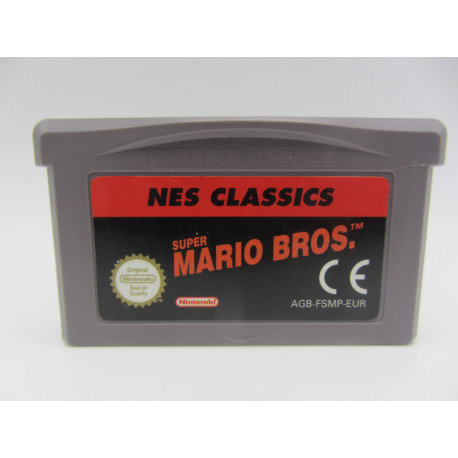 GAME BOY ADVANCE
NES CLASSICS
SUPER
MARIO BROS.™
Original
Nintendo
Seal of
Quality
TM
Nintendo
CE
AGB-FSMP-EUR